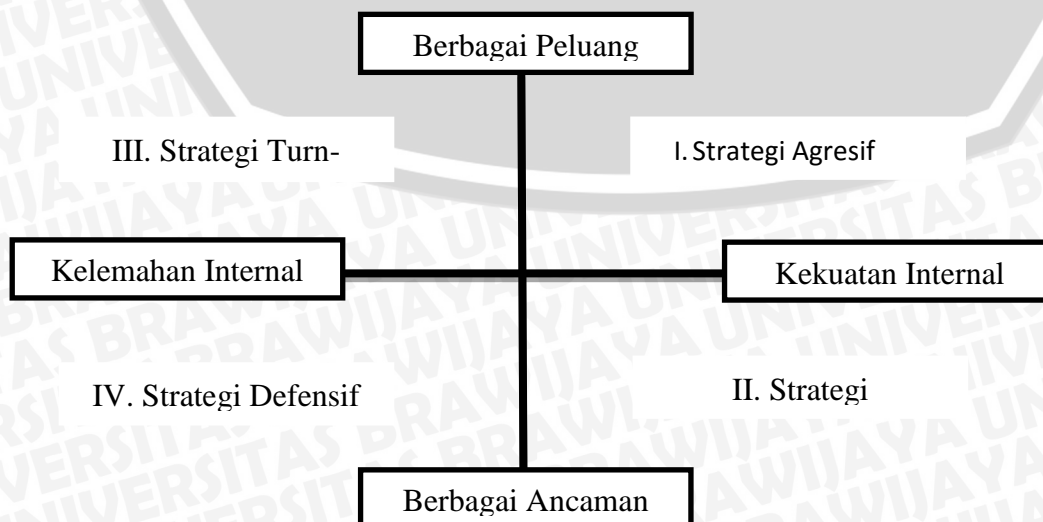 Berbagai Peluang
III. Strategi Turn-
I. Strategi Agresif
Kelemahan Internal
Kekuatan Internal
IV. Strategi Defensif
II. Strategi
Berbagai Ancaman